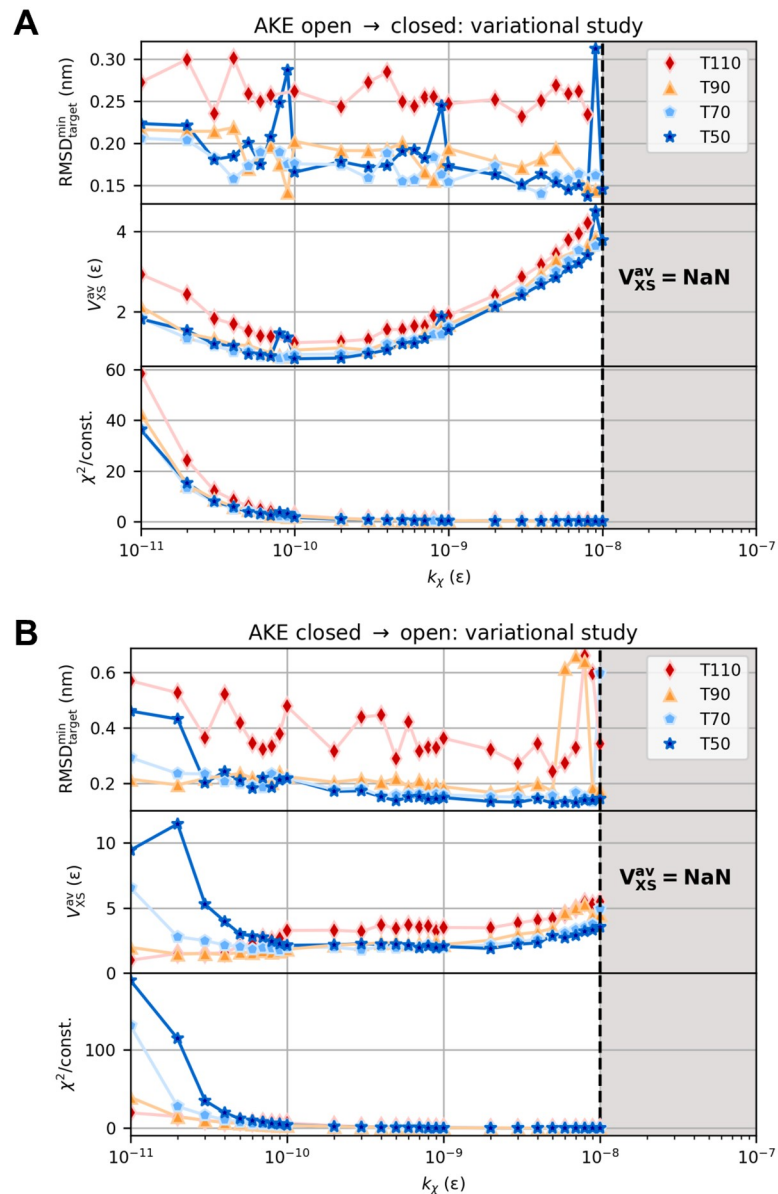 A
AKE open → closed: variational study
RMSD^min_target (nm)
0.30
0.25
0.20
0.15
T110
T90
T70
T50
V^av_XS (ε)
4
2
V^av_XS = NaN
χ²/const.
60
40
20
0
10⁻¹¹ 10⁻¹⁰ 10⁻⁹ 10⁻⁸ 10⁻⁷
k_χ (ε)
B
AKE closed → open: variational study
RMSD^min_target (nm)
0.6
0.4
0.2
T110
T90
T70
T50
V^av_XS (ε)
10
5
0
V^av_XS = NaN
χ²/const.
100
0
10⁻¹¹ 10⁻¹⁰ 10⁻⁹ 10⁻⁸ 10⁻⁷
k_χ (ε)